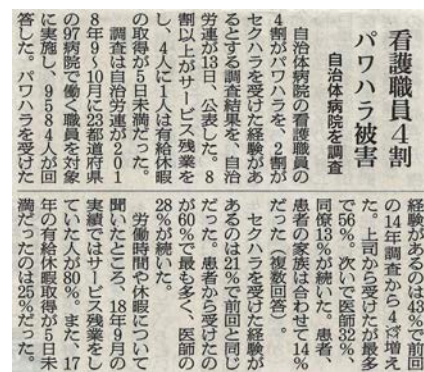 看護職員4割
パワハラ被害
自治体病院を調査
自治体病院の看護職員の
4割がパワハラを、2割が
セクハラを受けた経験があ
るとする調査結果を、自治
労連が13日、公表した。8
割以上がサービス残業を
し、4人に1人は有給休暇
の取得が5日未満だった。
調査は自治労連が201
8年9~10月に23都道府県
の97病院で働く職員を対象
に実施し、9584人が回
答した。パワハラを受けた
経験があるのは43%で前回
の14年調査から4㌽増え
た。上司から受けたが最多
で56%。次いで医師32%、
同僚13%が続いた。患者、
患者の家族は合わせて14%
だった(複数回答)。
セクハラを受けた経験が
あるのは21%で前回と同じ
だった。患者から受けたの
が60%で最も多く、医師の
28%が続いた。
労働時間や休暇について
聞いたところ、18年9月の
実績ではサービス残業をし
ていた人が80%。また、17
年の有給休暇取得が5日未
満だったのは25%だった。